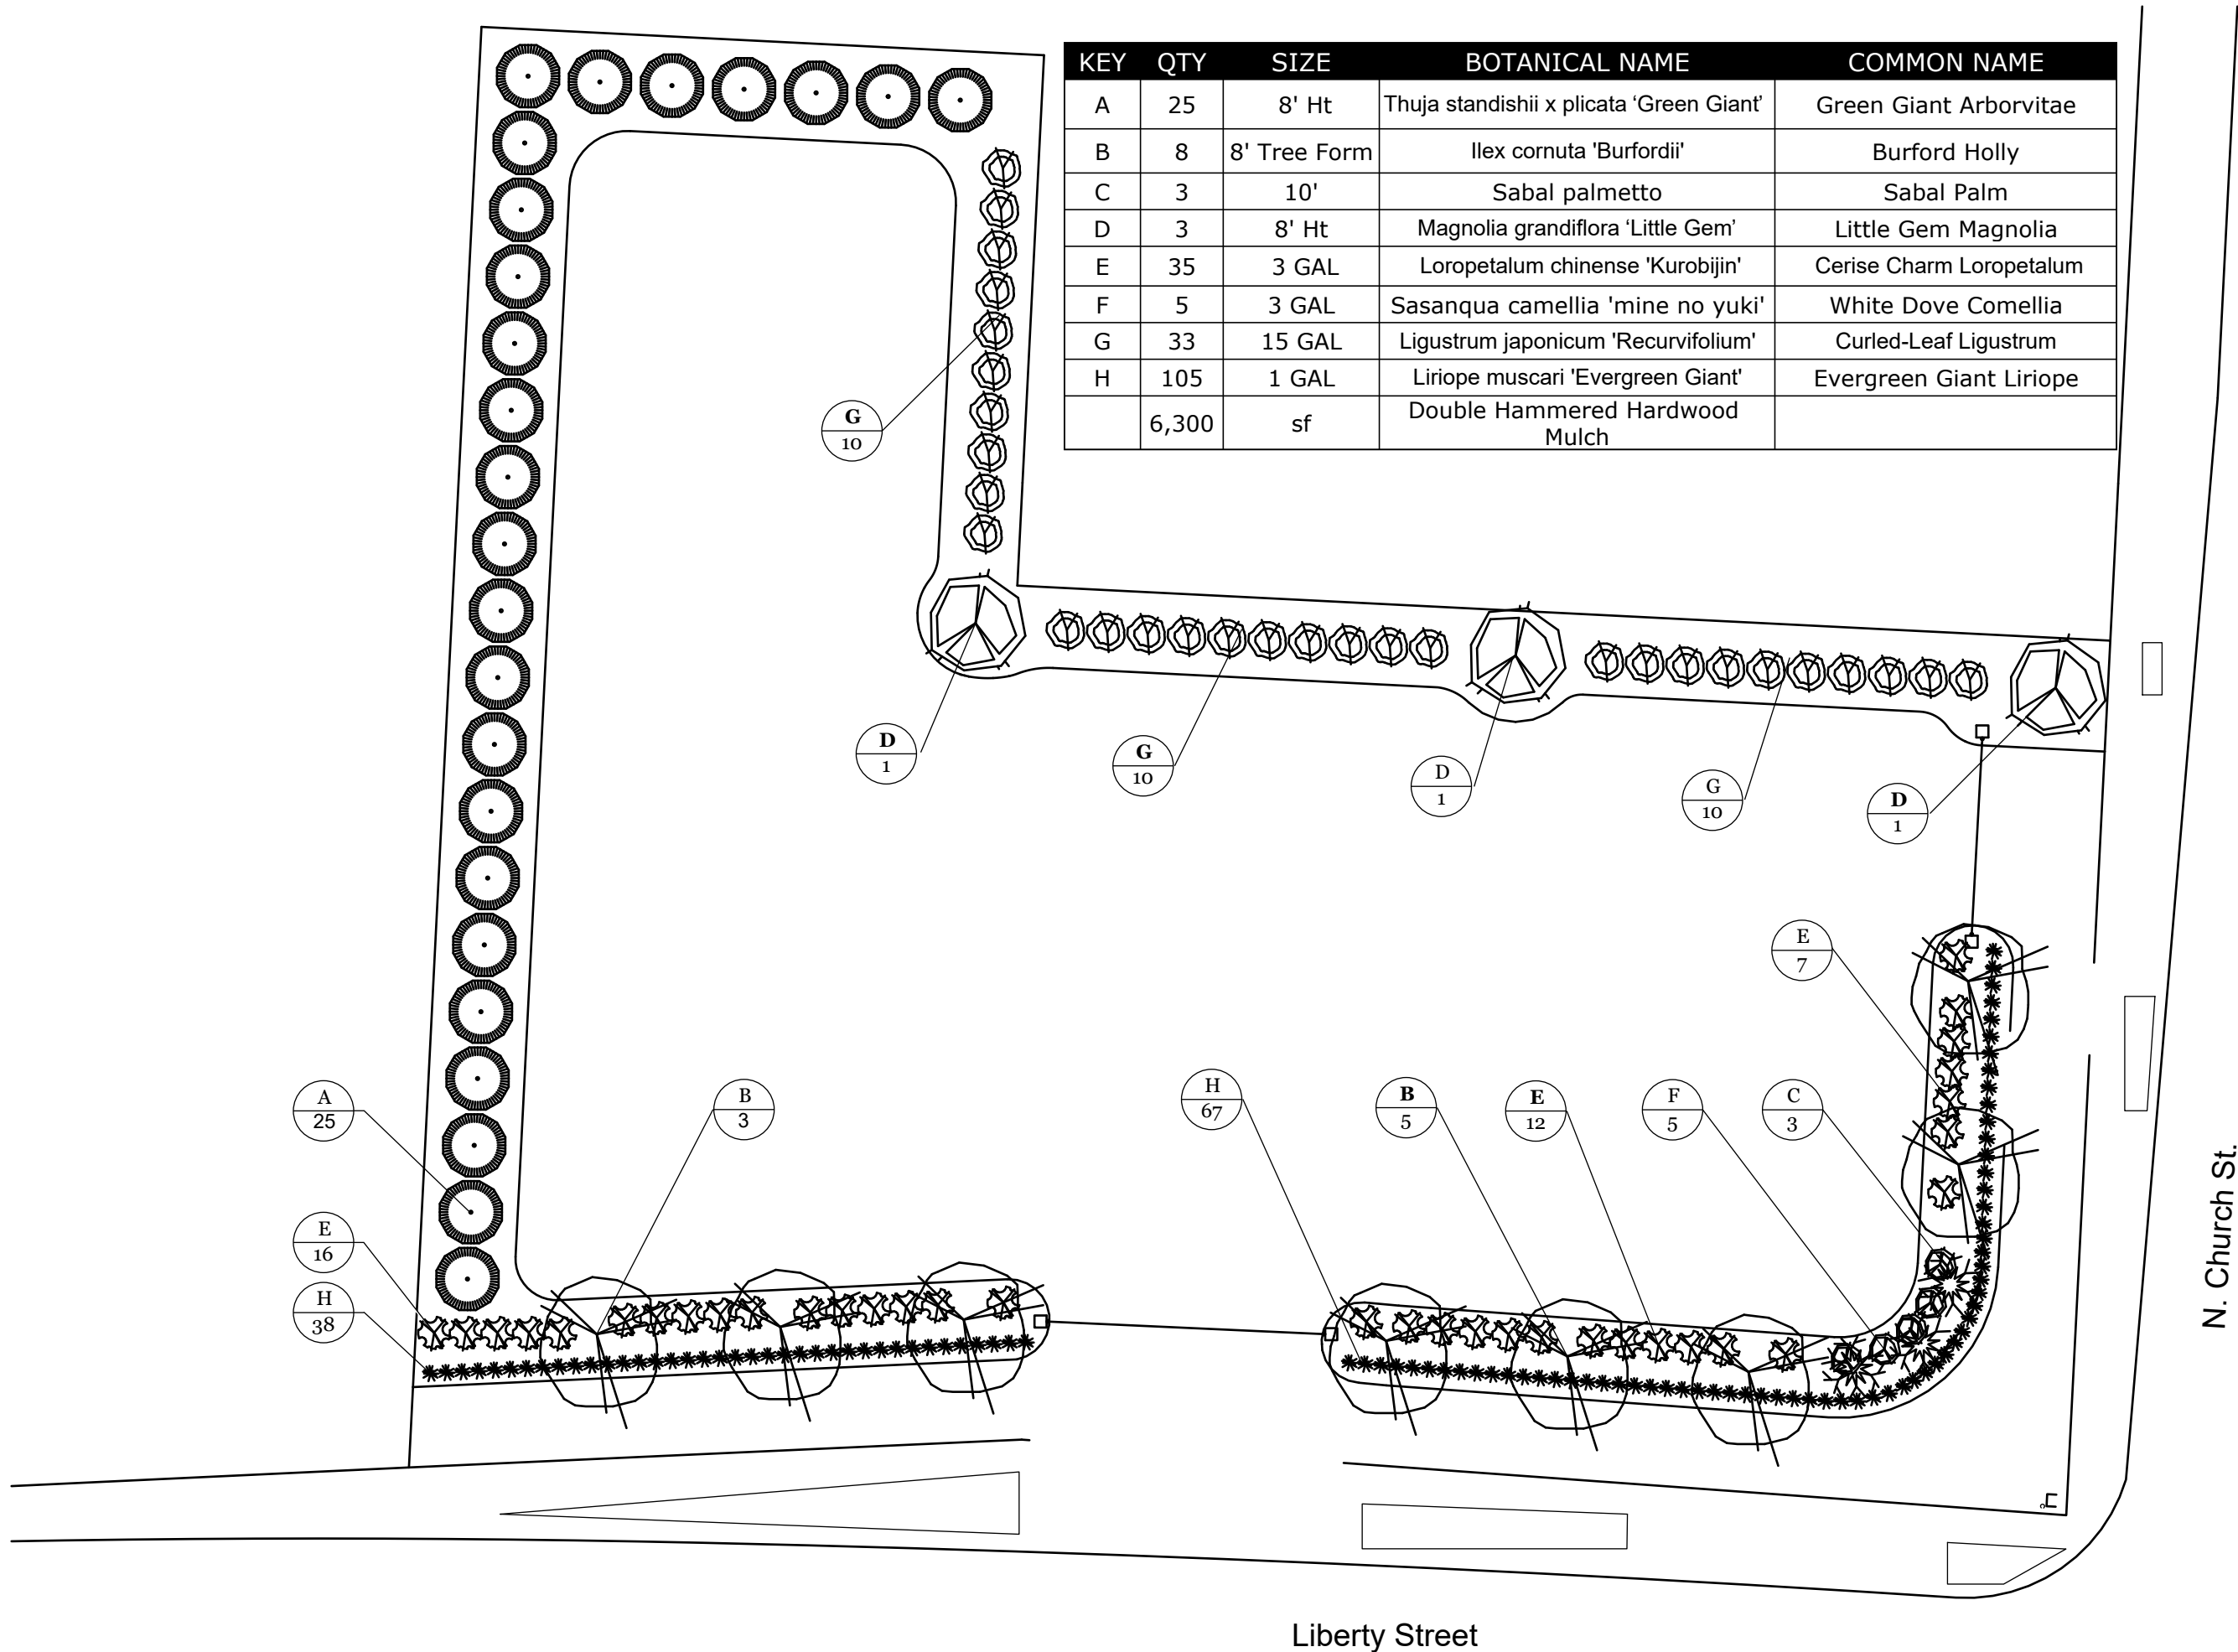 KEY QTY SIZE BOTANICAL NAME COMMON NAME
A 25 8' Ht Thuja standishii x plicata ‘Green Giant’ Green Giant Arborvitae
B 8 8' Tree Form Ilex cornuta 'Burfordii' Burford Holly
C 3 10' Sabal palmetto Sabal Palm
D 3 8' Ht Magnolia grandiflora ‘Little Gem’ Little Gem Magnolia
E 35 3 GAL Loropetalum chinense 'Kurobijin' Cerise Charm Loropetalum
F 5 3 GAL Sasanqua camellia 'mine no yuki' White Dove Comellia
G 33 15 GAL Ligustrum japonicum 'Recurvifolium' Curled-Leaf Ligustrum
H 105 1 GAL Liriope muscari 'Evergreen Giant' Evergreen Giant Liriope
6,300 sf Double Hammered Hardwood
Mulch
G
10
D
1
G
10
D
1
G
10
D
1
E
7
A
25
B
3
H
67
B
5
E
12
F
5
C
3
E
16
H
38
N. Church St.
Liberty Street